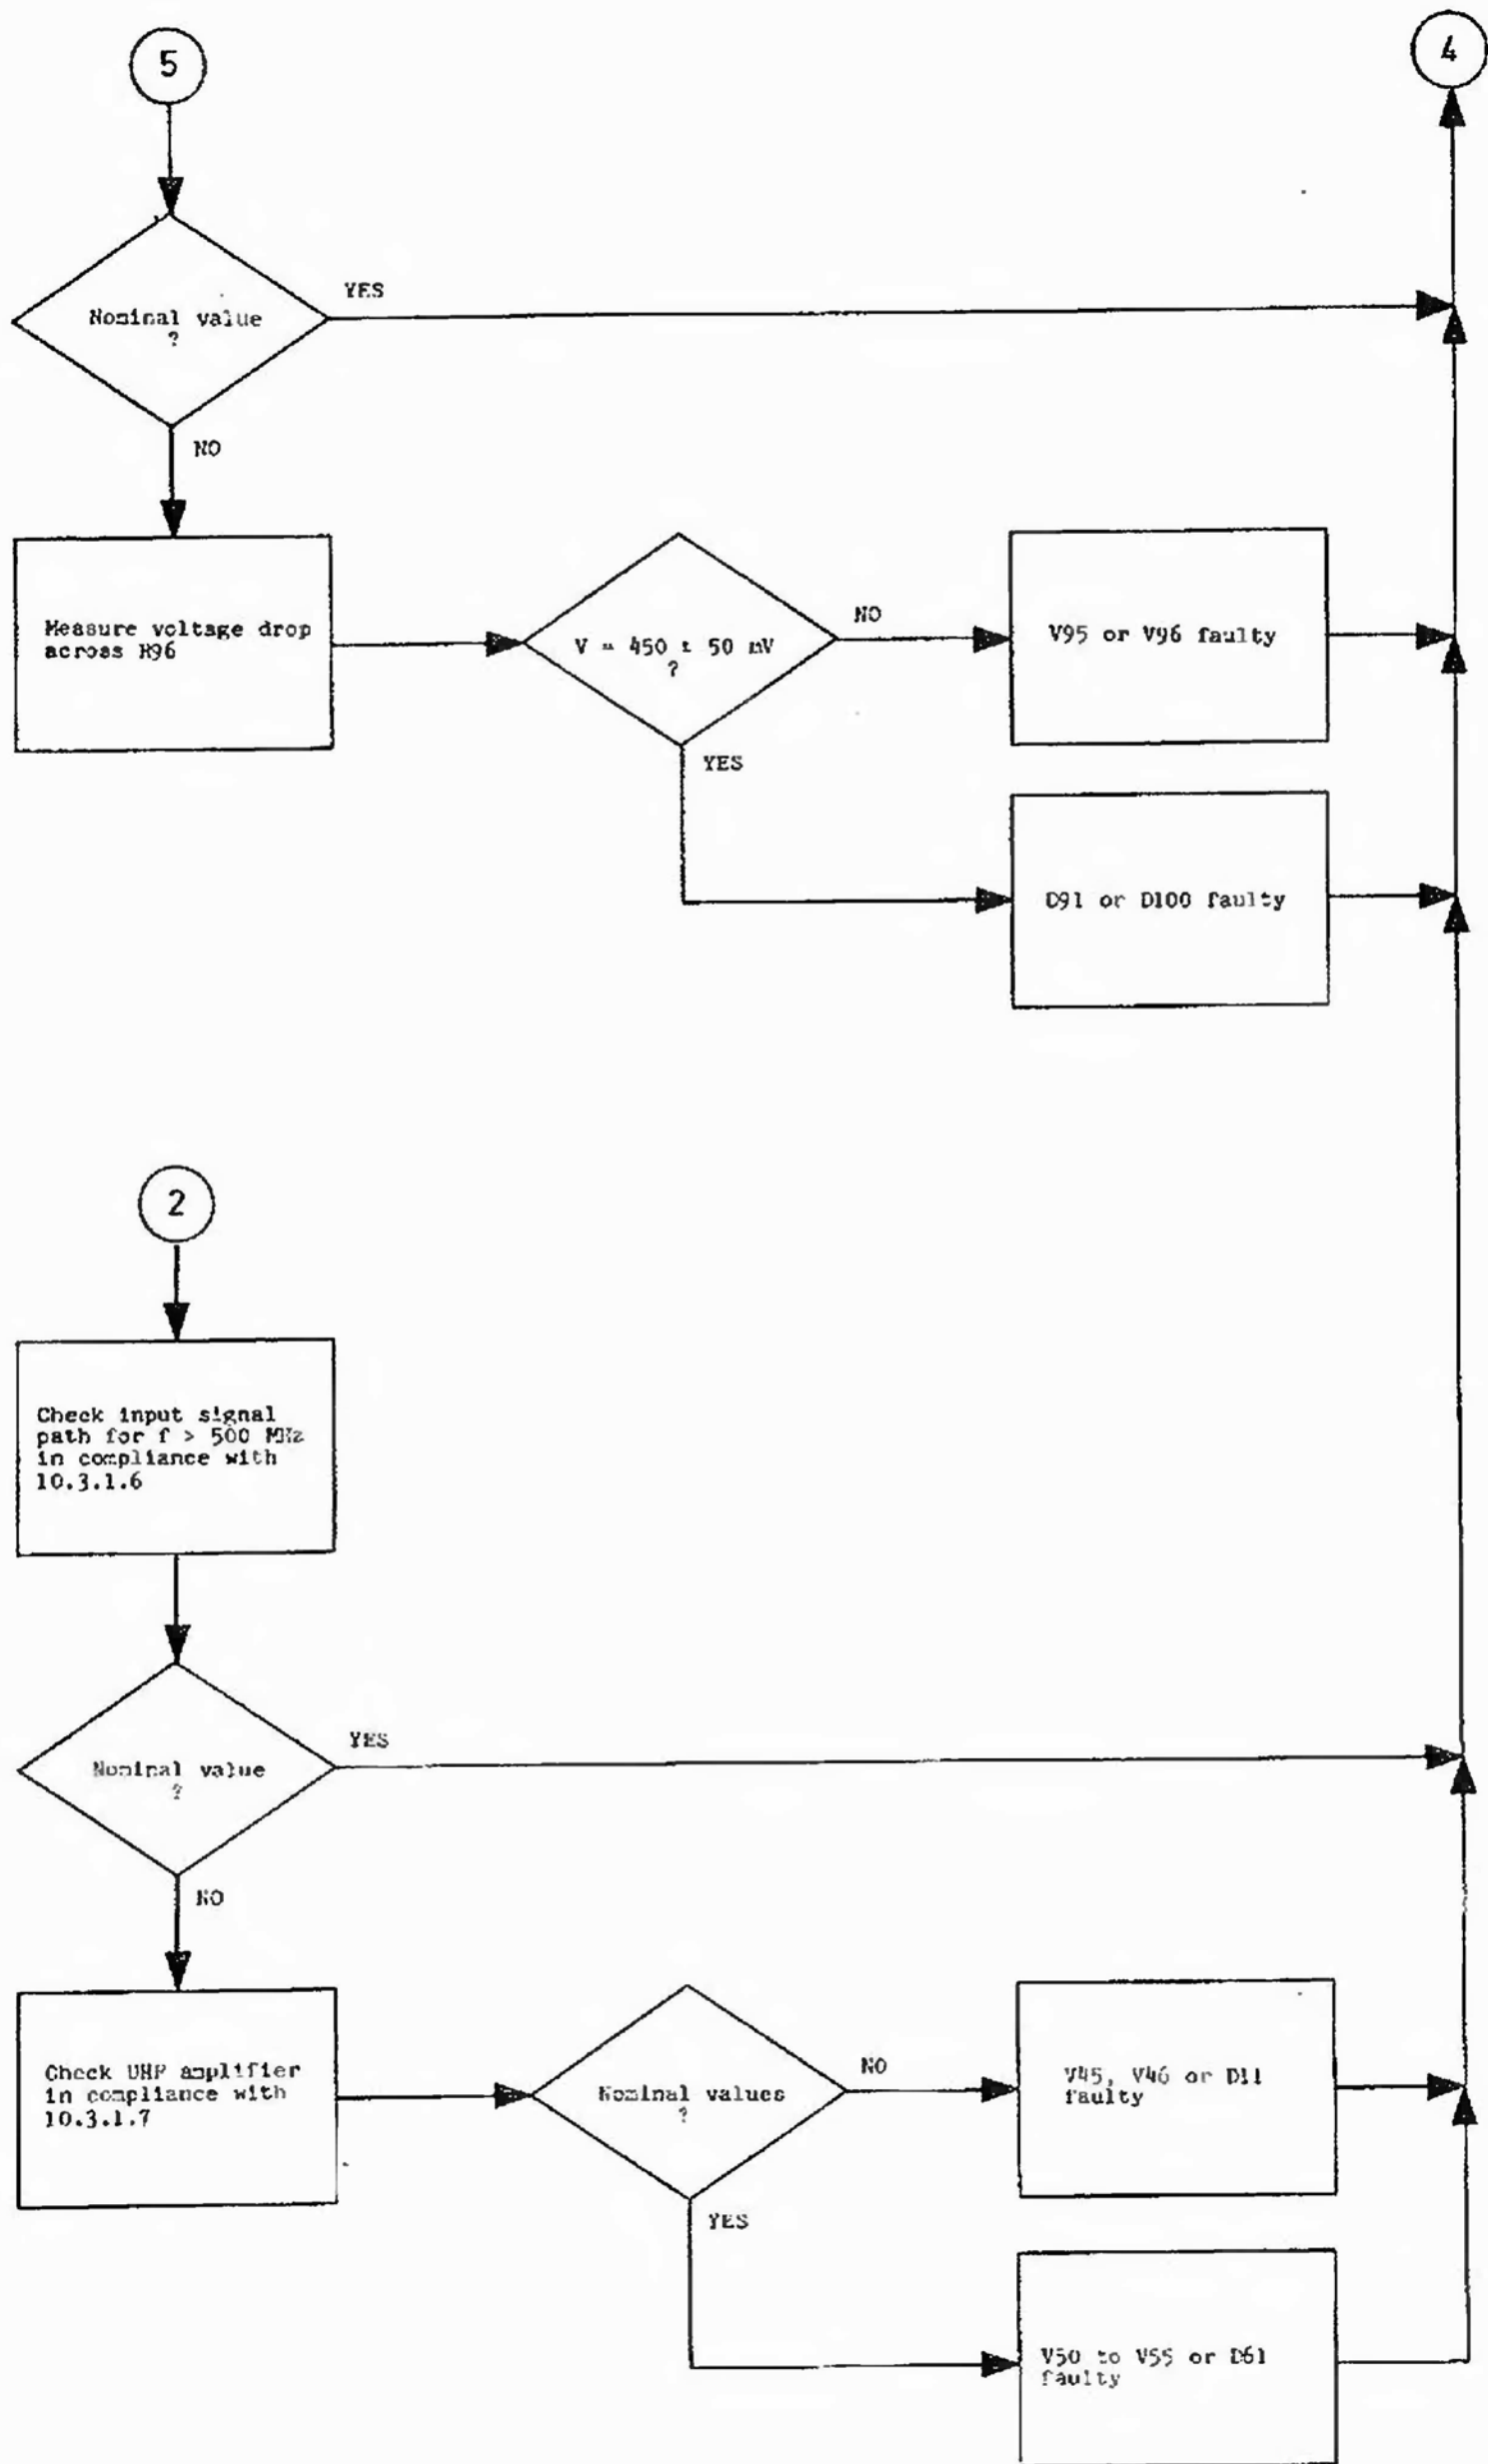 5
4
Nominal value
?
YES
NO
Measure voltage drop
across R96
V = 450 ± 50 mV
?
NO
V95 or V96 faulty
YES
D91 or D100 faulty
2
Check input signal
path for f > 500 MHz
in compliance with
10.3.1.6
Nominal value
?
YES
NO
Check UHF amplifier
in compliance with
10.3.1.7
Nominal values
?
NO
V45, V46 or D11
faulty
YES
V50 to V55 or D61
faulty